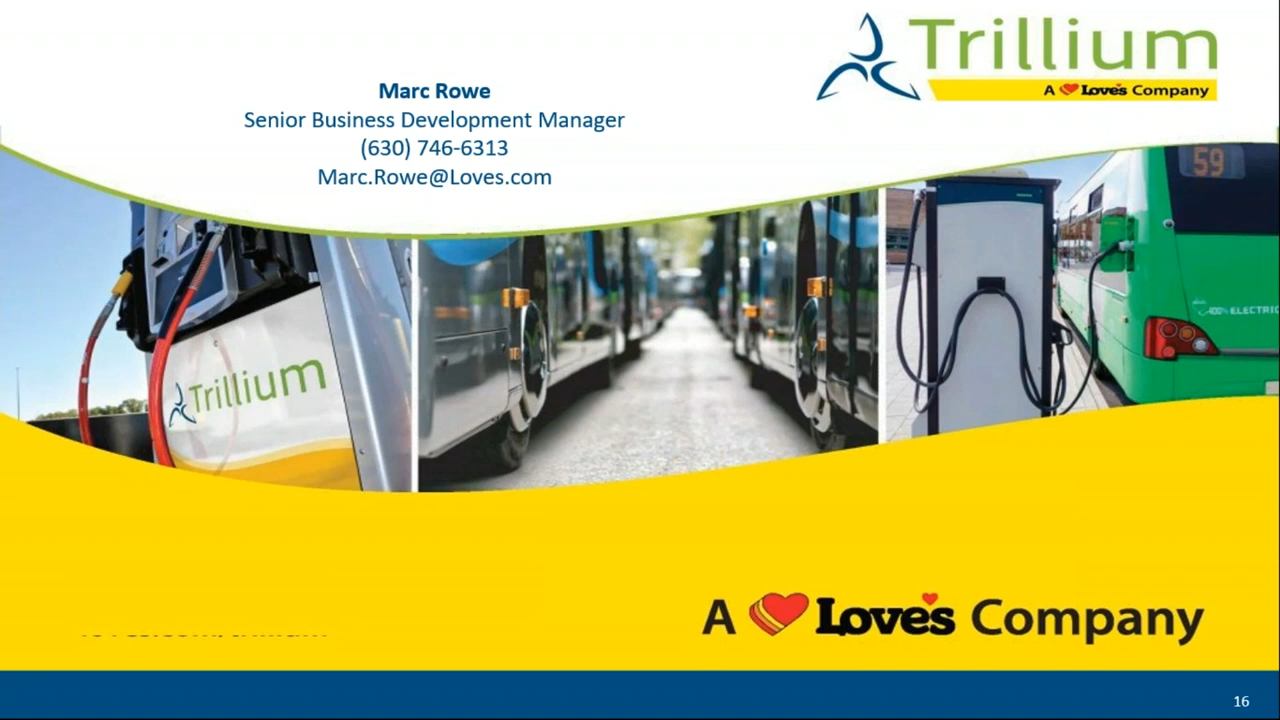 Trillium
A Love's Company
Marc Rowe
Senior Business Development Manager
(630) 746-6313
Marc.Rowe@Loves.com
59
Trillium
100% ELECTRIC
A Love's Company
16